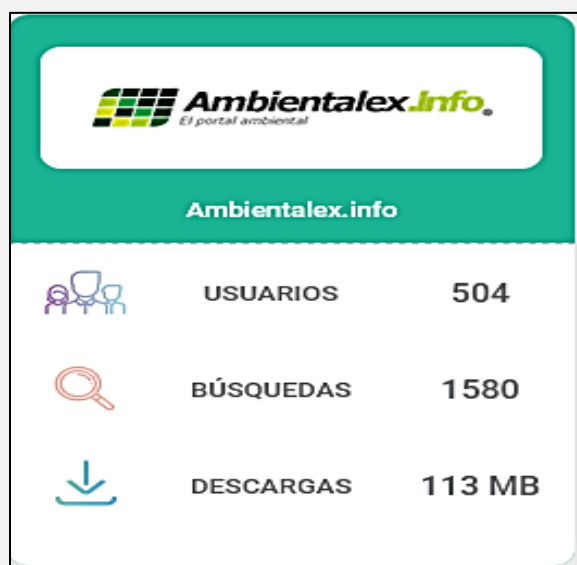 Ambientalex.Info®
El portal ambiental
Ambientalex.info
USUARIOS 504
BÚSQUEDAS 1580
DESCARGAS 113 MB